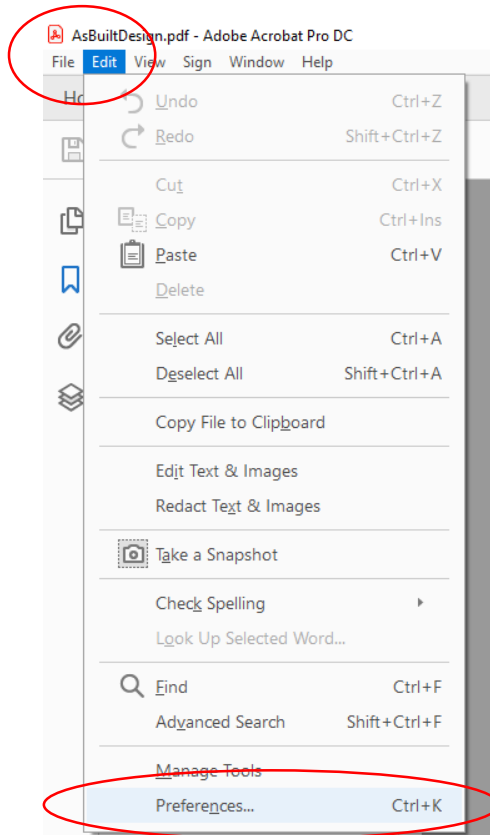 AsBuiltDesign.pdf - Adobe Acrobat Pro DC
File Edit View Sign Window Help
Undo Ctrl+Z
Redo Shift+Ctrl+Z
Cut Ctrl+X
Copy Ctrl+Ins
Paste Ctrl+V
Delete
Select All Ctrl+A
Deselect All Shift+Ctrl+A
Copy File to Clipboard
Edit Text & Images
Redact Text & Images
Take a Snapshot
Check Spelling
Look Up Selected Word...
Find Ctrl+F
Advanced Search Shift+Ctrl+F
Manage Tools
Preferences... Ctrl+K